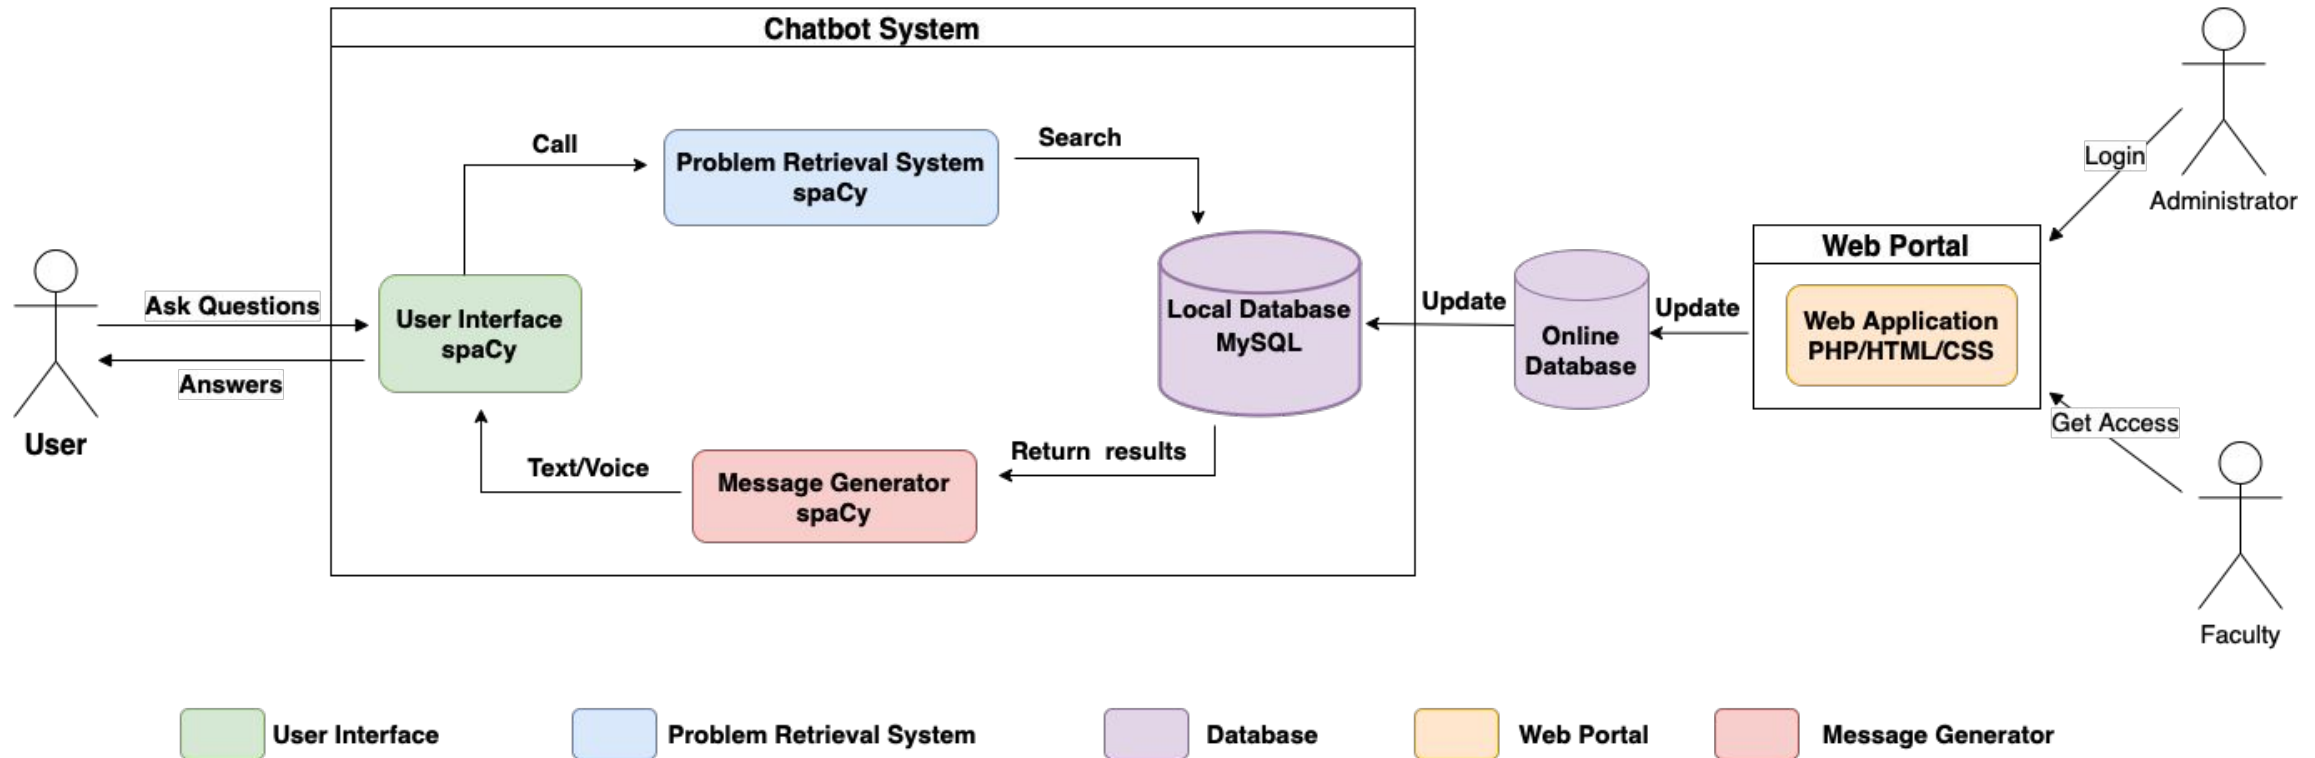 Chatbot System
Call
Problem Retrieval System
spaCy
Search
Login
Administrator
Ask Questions
User Interface
spaCy
Answers
User
Local Database
MySQL
Update
Online
Database
Update
Web Portal
Web Application
PHP/HTML/CSS
Get Access
Text/Voice
Message Generator
spaCy
Return results
Faculty
User Interface
Problem Retrieval System
Database
Web Portal
Message Generator